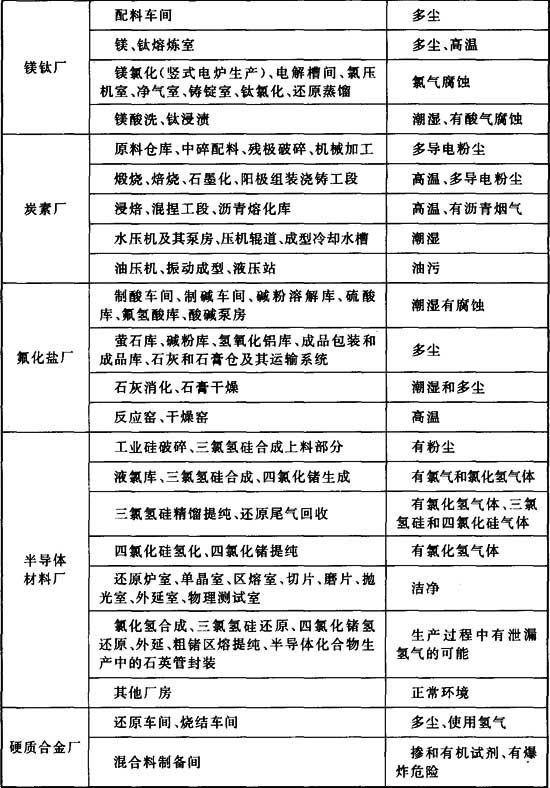 镁钛厂
配料车间
多尘
镁、钛熔炼室
多尘、高温
镁氯化(竖式电炉生产)、电解槽间、氯压
机室、净气室、铸锭室、钛氯化、还原蒸馏
氯气腐蚀
镁酸洗、钛浸渍
潮湿、有酸气腐蚀
炭素厂
原料仓库、中碎配料、残极破碎、机械加工
多导电粉尘
煅烧、焙烧、石墨化、阳极组装浇铸工段
高温、多导电粉尘
浸焙、混捏工段、沥青熔化库
高温、有沥青烟气
水压机及其泵房、压机辊道、成型冷却水槽
潮湿
油压机、振动成型、液压站
油污
氟化盐厂
制酸车间、制碱车间、碱粉溶解库、硫酸
库、氟氢酸库、酸碱泵房
潮湿有腐蚀
萤石库、碱粉库、氢氧化铝库、成品包装和
成品库、石灰和石膏仓及其运输系统
多尘
石灰消化、石膏干燥
潮湿和多尘
反应窑、干燥窑
高温
半导体
材料厂
工业硅破碎、三氯氢硅合成上料部分
有粉尘
液氯库、三氯氢硅合成、四氯化锗生成
有氯气和氯化氢气体
三氯氢硅精馏提纯、还原尾气回收
有氯化氢气体、三氯
氢硅和四氯化硅气体
四氯化硅氢化、四氯化锗提纯
有氯化氢气体
还原炉室、单晶室、区熔室、切片、磨片、抛
光室、外延室、物理测试室
洁净
氯化氢合成、三氯氢硅还原、四氯化锗氢
还原、外延、粗锗区熔提纯、半导体化合物生
产中的石英管封装
生产过程中有泄漏
氢气的可能
其他厂房
正常环境
硬质合金厂
还原车间、烧结车间
多尘、使用氢气
混合料制备间
掺和有机试剂、有爆
炸危险